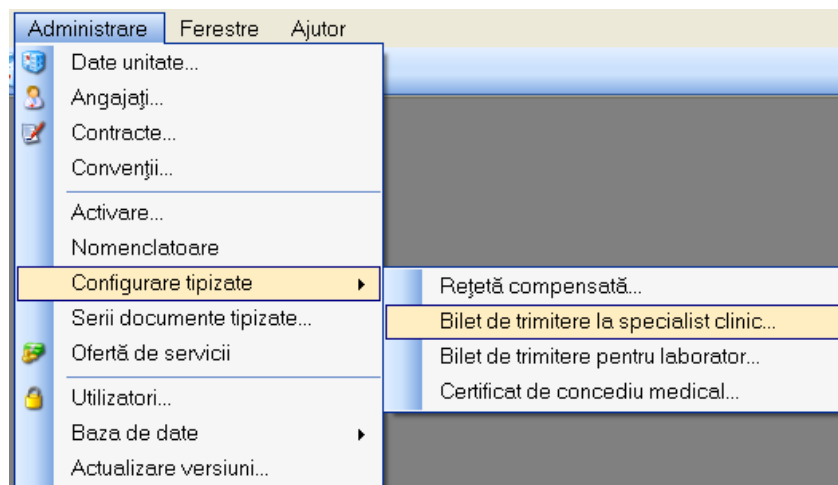 Administrare Ferestre Ajutor
Date unitate...
Angajaţi...
Contracte...
Convenţii...
Activare...
Nomenclatoare
Configurare tipizate
Reţetă compensată...
Serii documente tipizate...
Bilet de trimitere la specialist clinic...
Ofertă de servicii
Bilet de trimitere pentru laborator...
Utilizatori...
Certificat de concediu medical...
Baza de date
Actualizare versiuni...